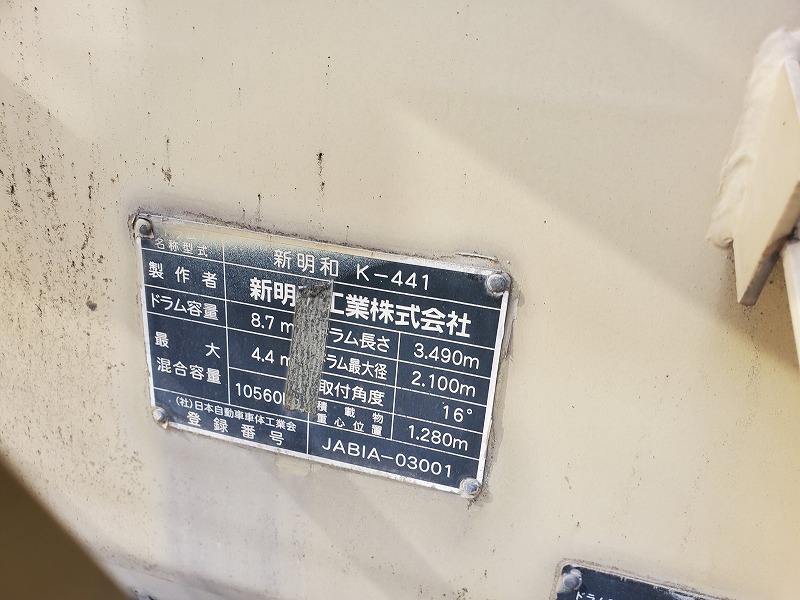 名称型式 新明和 K-441
製作者 新明 工業株式会社
ドラム容量 8.7 m ラム長さ 3.490m
最大混合容量 4.4 m ラム最大径 2.100m
10560 取付角度 16°
積載物重心位置 1.280m
(社)日本自動車車体工業会
登録番号 JABIA-03001
ドラム